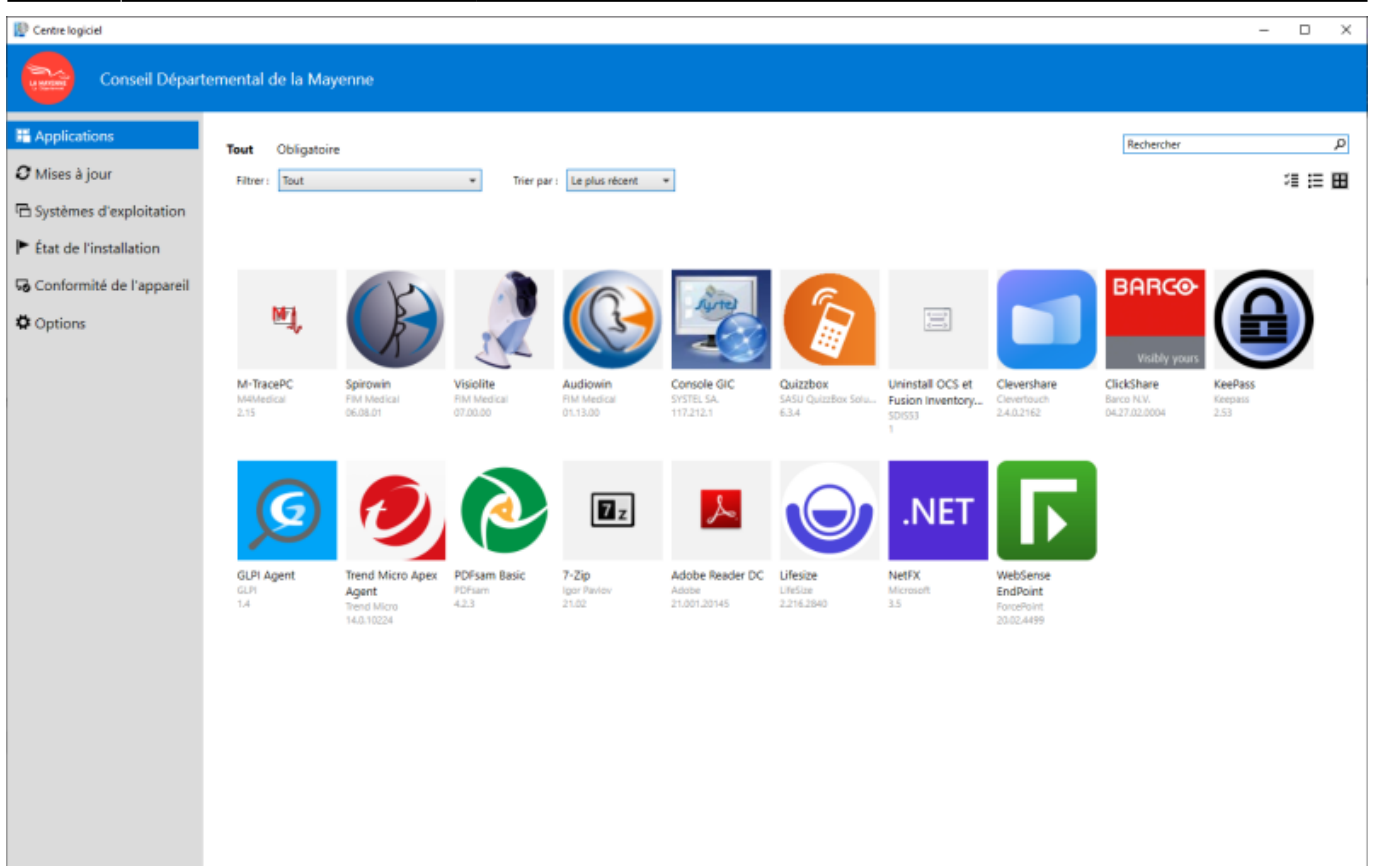 Centre logiciel
LA MAYENNE
Conseil Départemental de la Mayenne
Applications
Mises à jour
Systèmes d'exploitation
État de l'installation
Conformité de l'appareil
Options
Tout Obligatoire
Rechercher
Filtrer : Tout Trier par : Le plus récent
Systel
BARCO
Visibly yours
M-TracePC
M4Medical
2.15
Spirowin
FIM Medical
06.08.01
Visiolite
FIM Medical
07.00.00
Audiowin
FIM Medical
01.13.00
Console GIC
SYSTEL SA.
117.212.1
Quizzbox
SASU QuizzBox Solu...
6.3.4
Uninstall OCS et
Fusion Inventory...
SDIS53
1
Clevershare
Clevertouch
2.4.0.2162
ClickShare
Barco N.V.
04.27.02.0004
KeePass
Keepass
2.53
7z
.NET
GLPI Agent
GLPI
1.4
Trend Micro Apex
Agent
Trend Micro
14.0.10224
PDFsam Basic
PDFsam
4.2.3
7-Zip
Igor Pavlov
21.02
Adobe Reader DC
Adobe
21.001.20145
Lifesize
LifeSize
2.216.2840
NetFX
Microsoft
3.5
WebSense
EndPoint
ForcePoint
20.02.4499